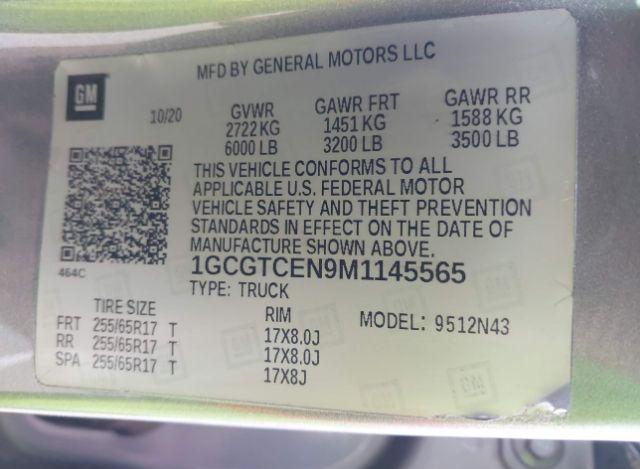 GM
MFD BY GENERAL MOTORS LLC
10/20 GVWR GAWR FRT GAWR RR
2722 KG 1451 KG 1588 KG
6000 LB 3200 LB 3500 LB
THIS VEHICLE CONFORMS TO ALL
APPLICABLE U.S. FEDERAL MOTOR
VEHICLE SAFETY AND THEFT PREVENTION
STANDARDS IN EFFECT ON THE DATE OF
MANUFACTURE SHOWN ABOVE.
464C
1GCGTCEN9M1145565
TYPE: TRUCK
TIRE SIZE RIM MODEL: 9512N43
FRT 255/65R17 T 17X8.0J
RR 255/65R17 T 17X8.0J
SPA 255/65R17 T 17X8J